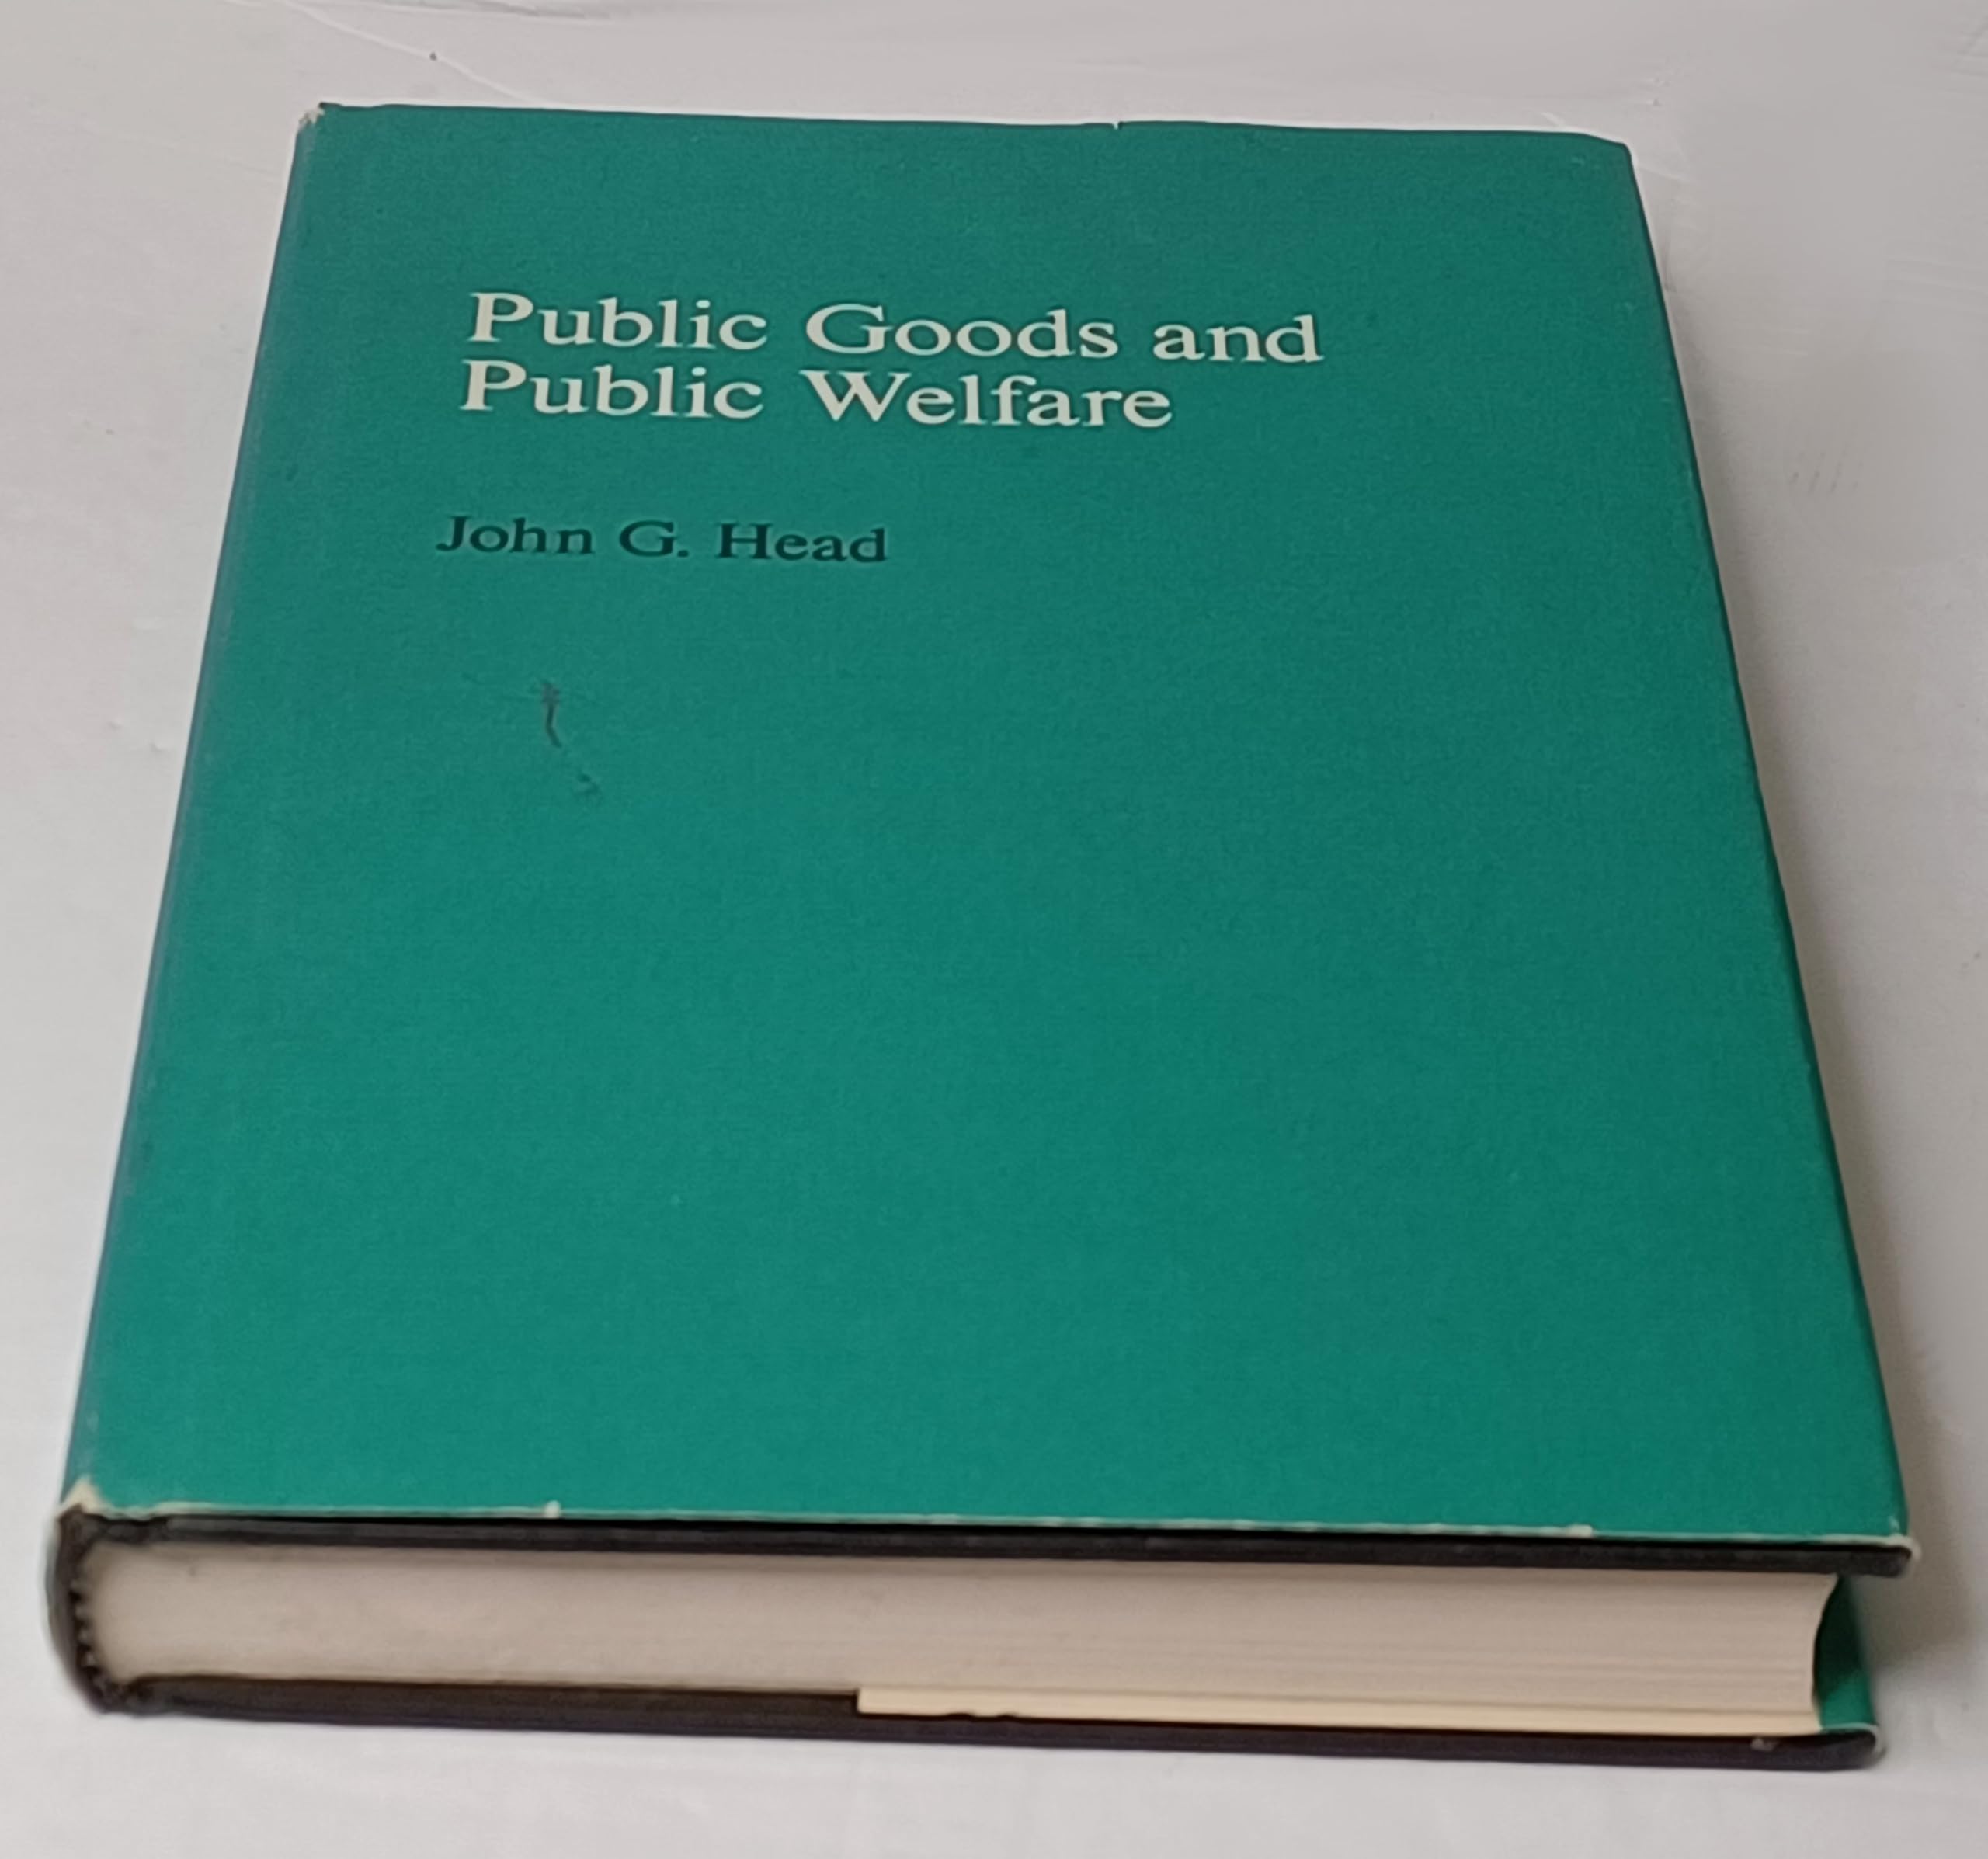 Public Goods and
Public Welfare
John G. Head